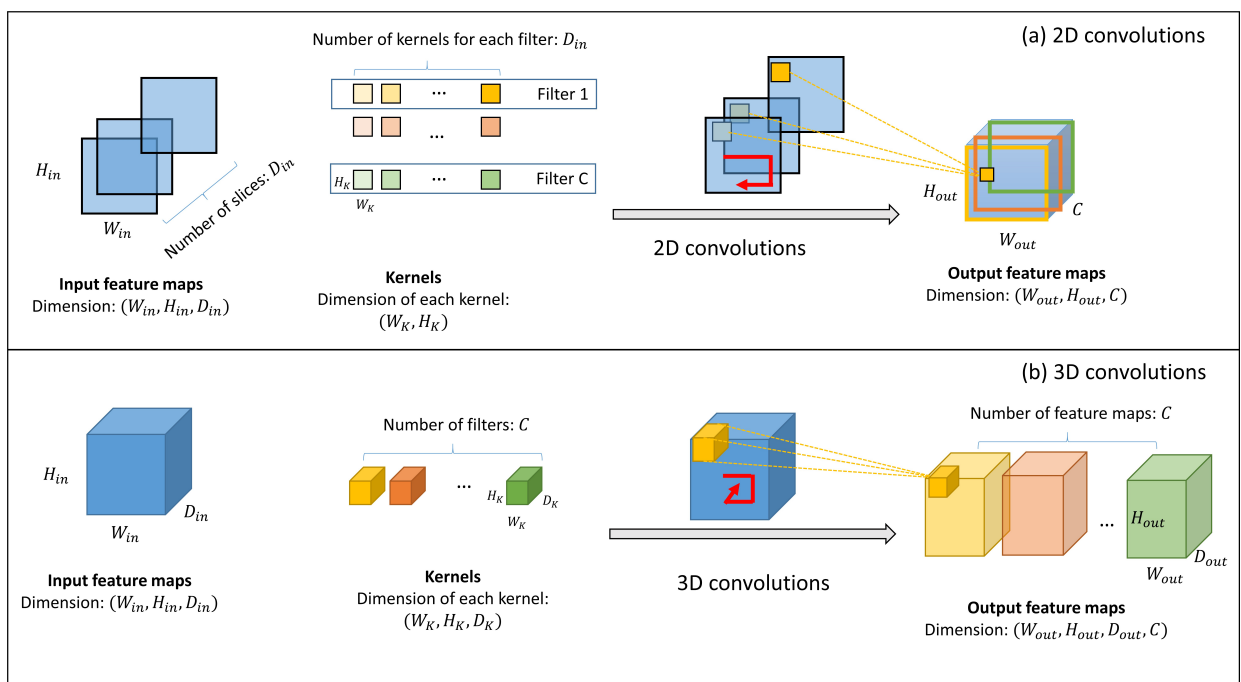 (a) 2D convolutions
Number of kernels for each filter: D_in
Filter 1
...
...
Filter C
...
H_K
W_K
H_in
W_in
Number of slices: D_in
Input feature maps
Dimension: (W_in, H_in, D_in)
Kernels
Dimension of each kernel:
(W_K, H_K)
2D convolutions
H_out
W_out
C
Output feature maps
Dimension: (W_out, H_out, C)
(b) 3D convolutions
H_in
W_in
D_in
Input feature maps
Dimension: (W_in, H_in, D_in)
Number of filters: C
...
H_K
W_K
D_K
Kernels
Dimension of each kernel:
(W_K, H_K, D_K)
3D convolutions
Number of feature maps: C
...
H_out
W_out
D_out
Output feature maps
Dimension: (W_out, H_out, D_out, C)